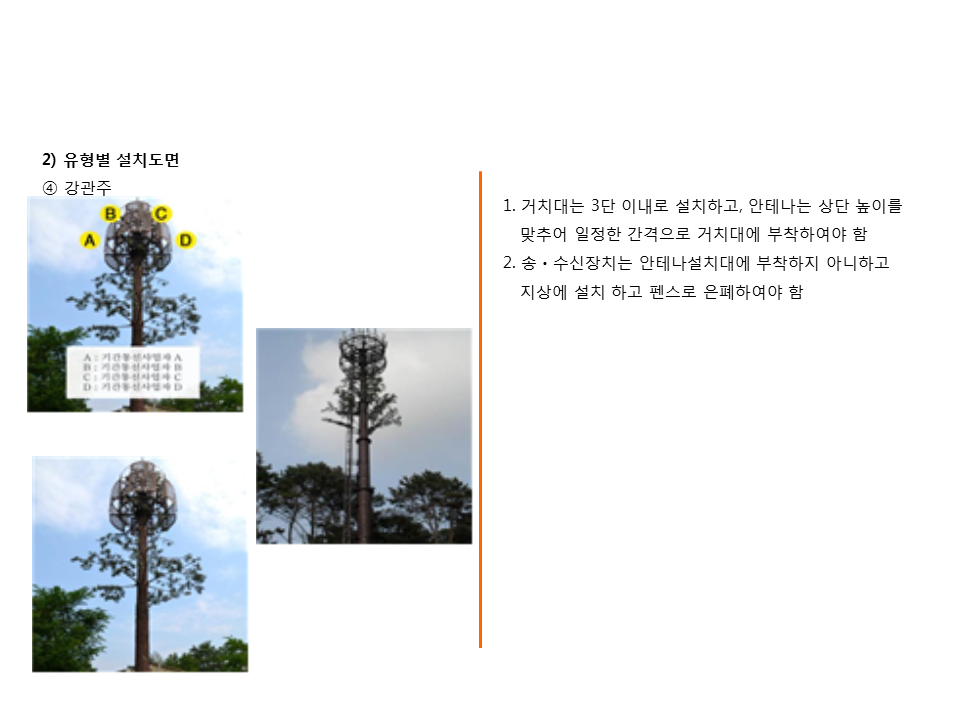 2) 유형별 설치도면
④ 강관주
B C
A D
A : 기간통신사업자 A
B : 기간통신사업자 B
C : 기간통신사업자 C
D : 기간통신사업자 D
1. 거치대는 3단 이내로 설치하고, 안테나는 상단 높이를
맞추어 일정한 간격으로 거치대에 부착하여야 함
2. 송・수신장치는 안테나설치대에 부착하지 아니하고
지상에 설치 하고 펜스로 은폐하여야 함